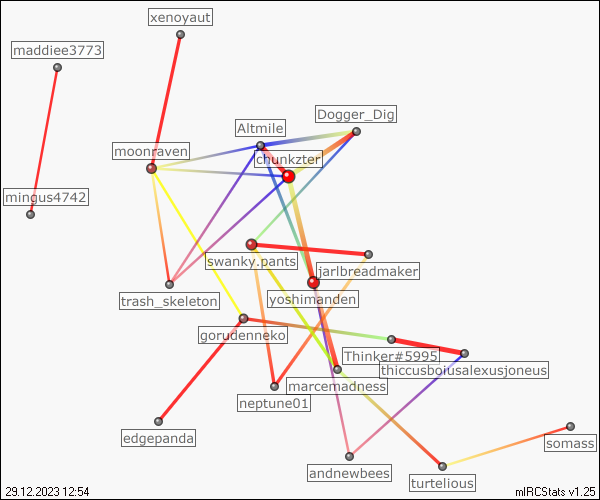 xenoyaut
maddiee3773
Dogger_Dig
Altmile
moonraven
chunkzter
mingus4742
swanky.pants
jarlbreadmaker
trash_skeleton
yoshimanden
gorudenneko
Thinker#5995
thiccusboiusalexusjoneus
marcemadness
neptune01
edgepanda
somass
andnewbees
turtelious
29.12.2023 12:54
mIRCStats v1.25